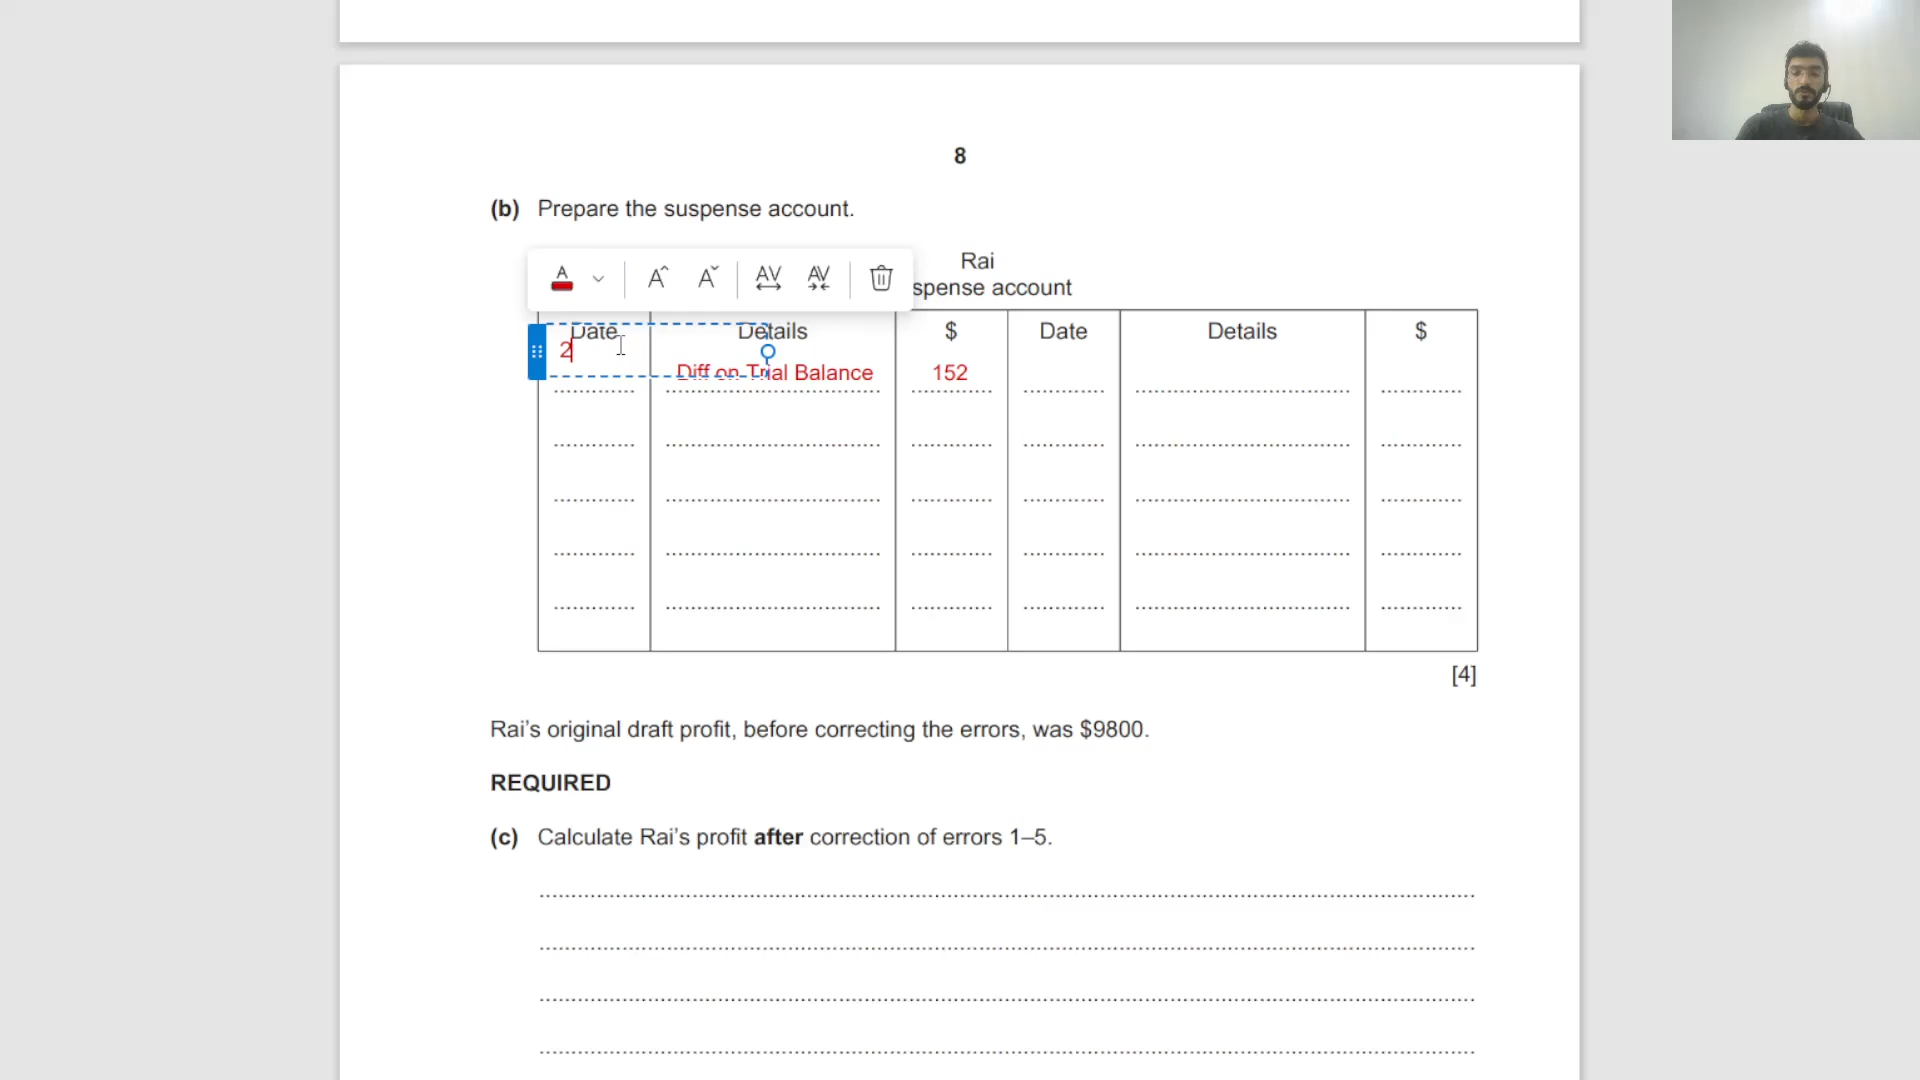 8
(b) Prepare the suspense account.
Rai
spense account
Date Details $ Date Details $
2
Diff on Trial Balance 152
[4]
Rai’s original draft profit, before correcting the errors, was $9800.
REQUIRED
(c) Calculate Rai’s profit after correction of errors 1–5.